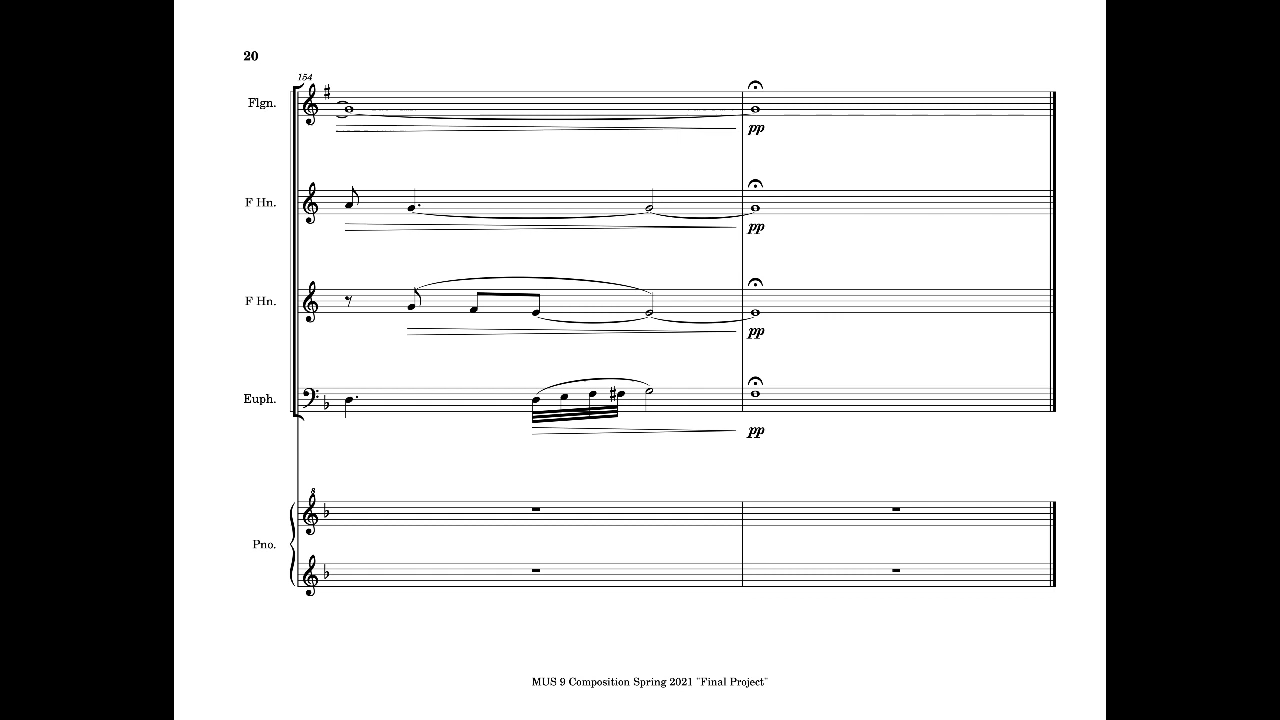 20
154
Flgn.
pp
F Hn.
pp
F Hn.
pp
Euph.
pp
8
Pno.
MUS 9 Composition Spring 2021 "Final Project"